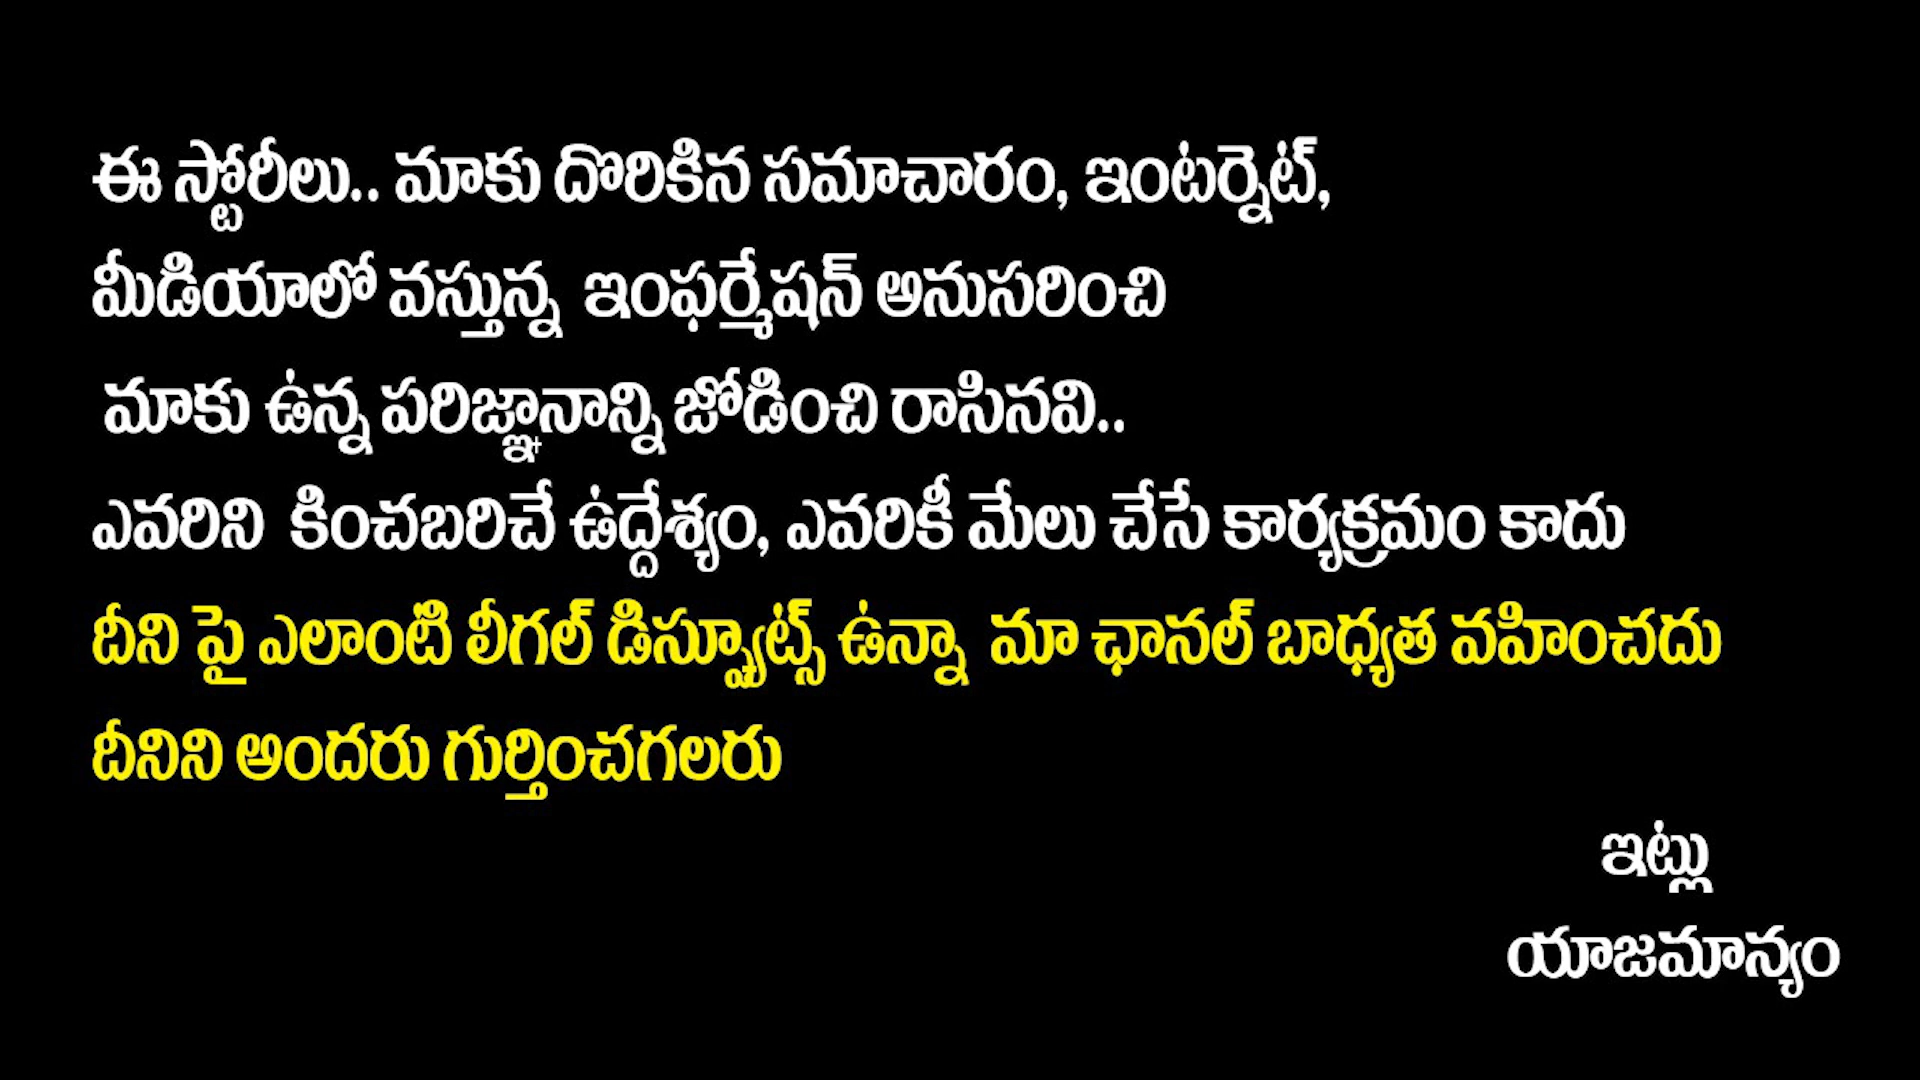 ఈ స్టోరీలు.. మాకు దొరికిన సమాచారం, ఇంటర్నెట్,
మీడియాలో వస్తున్న ఇంఫర్మేషన్ అనుసరించి
మాకు ఉన్న పరిజ్ఞానాన్ని జోడించి రాసినవి..
ఎవరిని కించబరిచే ఉద్దేశ్యం, ఎవరికీ మేలు చేసే కార్యక్రమం కాదు
దీని పై ఎలాంటి లీగల్ డిస్ప్యూట్స్ ఉన్నా మా ఛానల్ బాధ్యత వహించదు
దీనిని అందరు గుర్తించగలరు
ఇట్లు
యాజమాన్యం